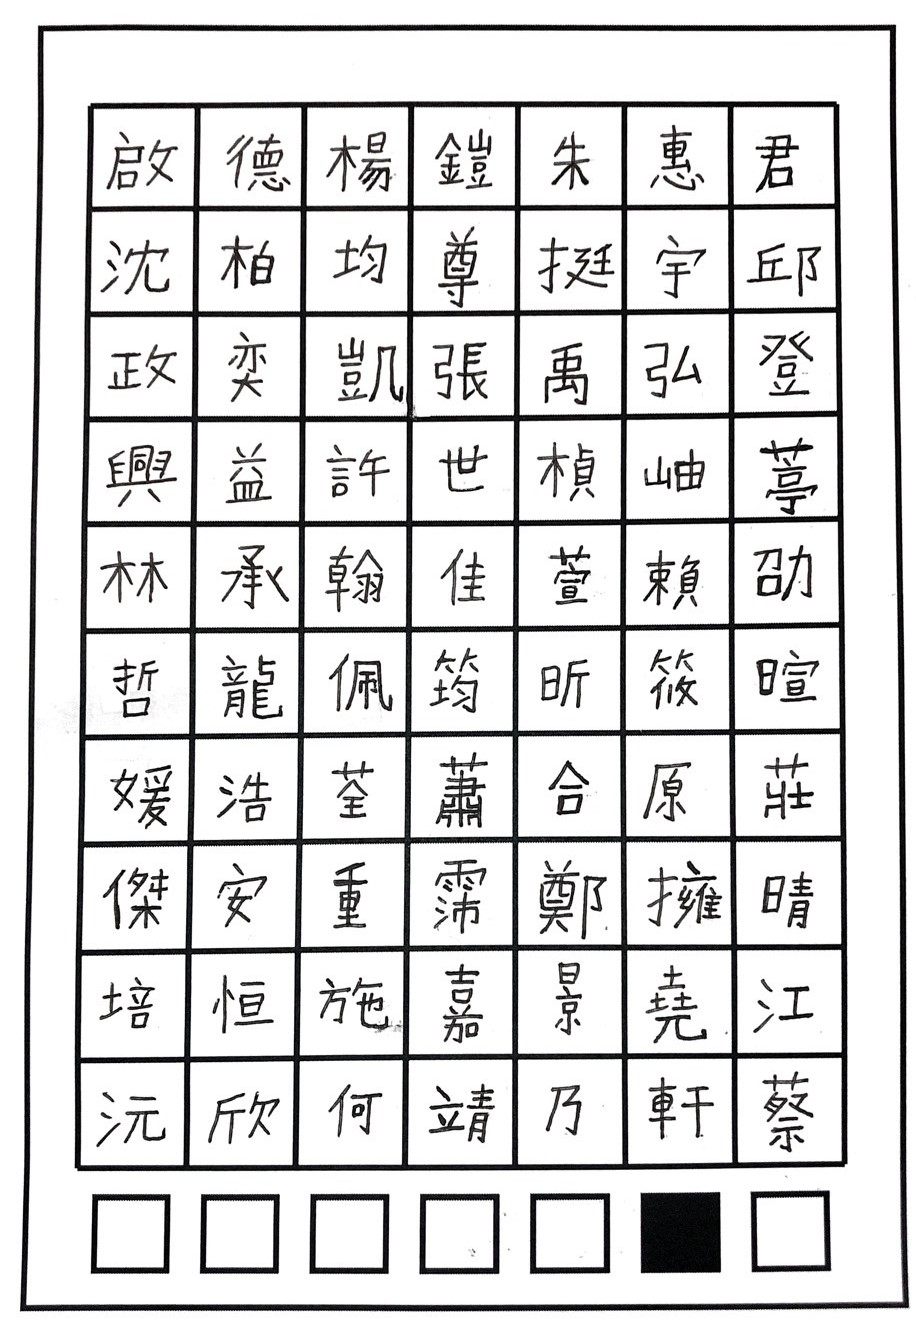 啟德楊鎧朱惠君
沈柏均尊挺宇邱
政奕凱張禹弘登
興益許世楨岫葶
林承翰佳萱賴劭
哲龍佩筠昕筱暄
媛浩荃蕭合原莊
傑安重霈鄭擁晴
培恒施嘉景堯江
沅欣何靖乃軒蔡